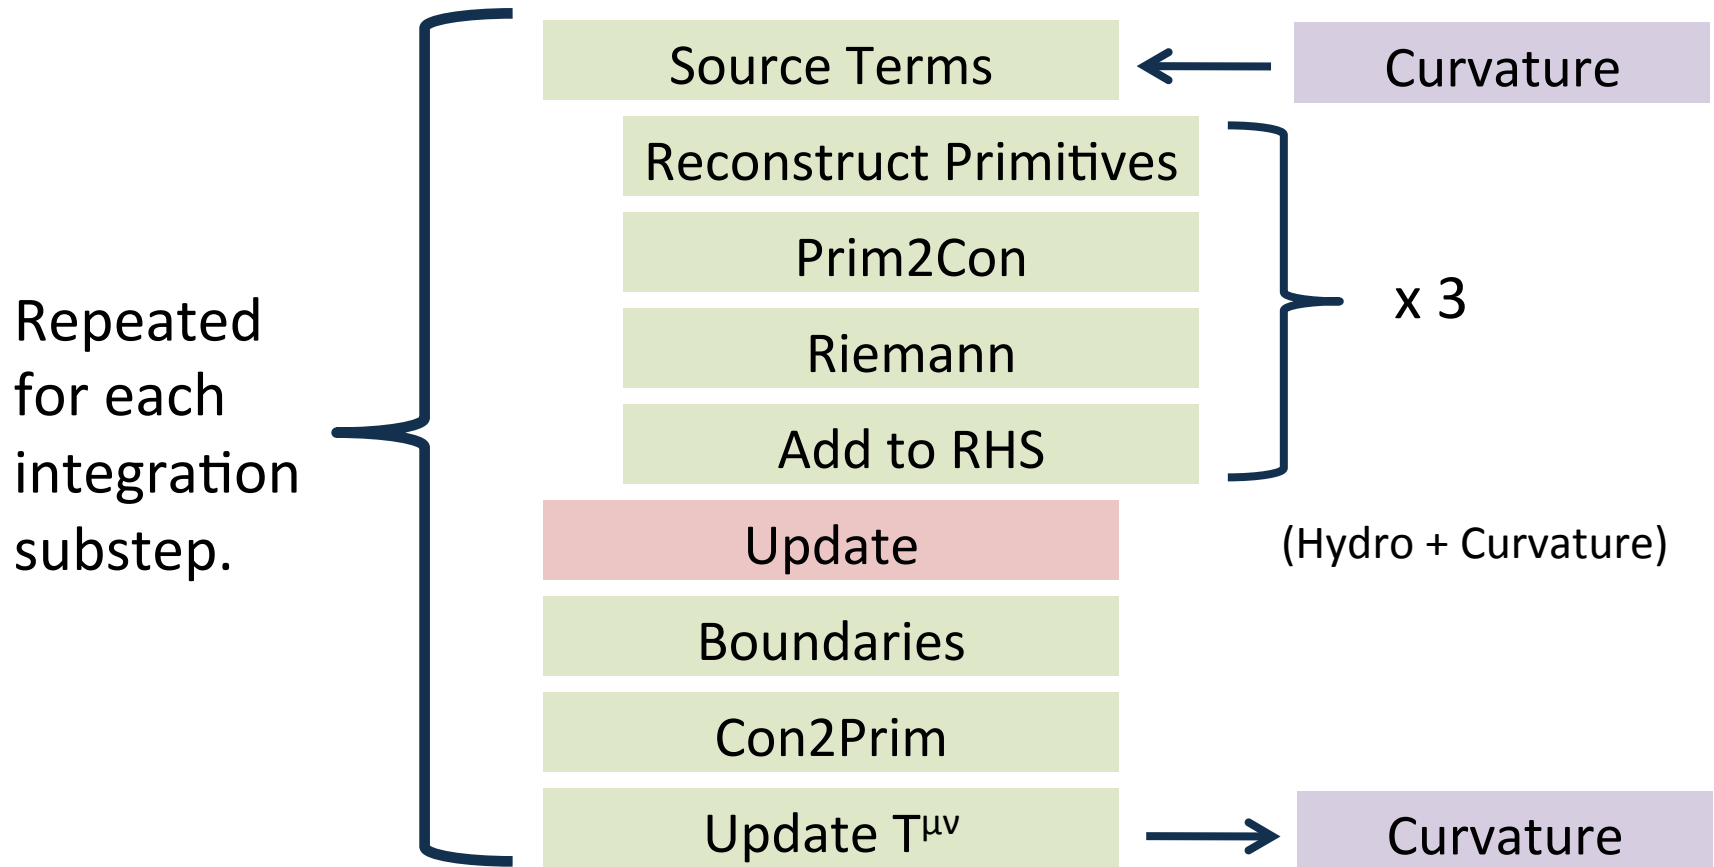 Source Terms
Curvature
Reconstruct Primitives
Prim2Con
Riemann
Add to RHS
x 3
Repeated
for each
integration
substep.
Update
(Hydro + Curvature)
Boundaries
Con2Prim
Update Tμν
Curvature